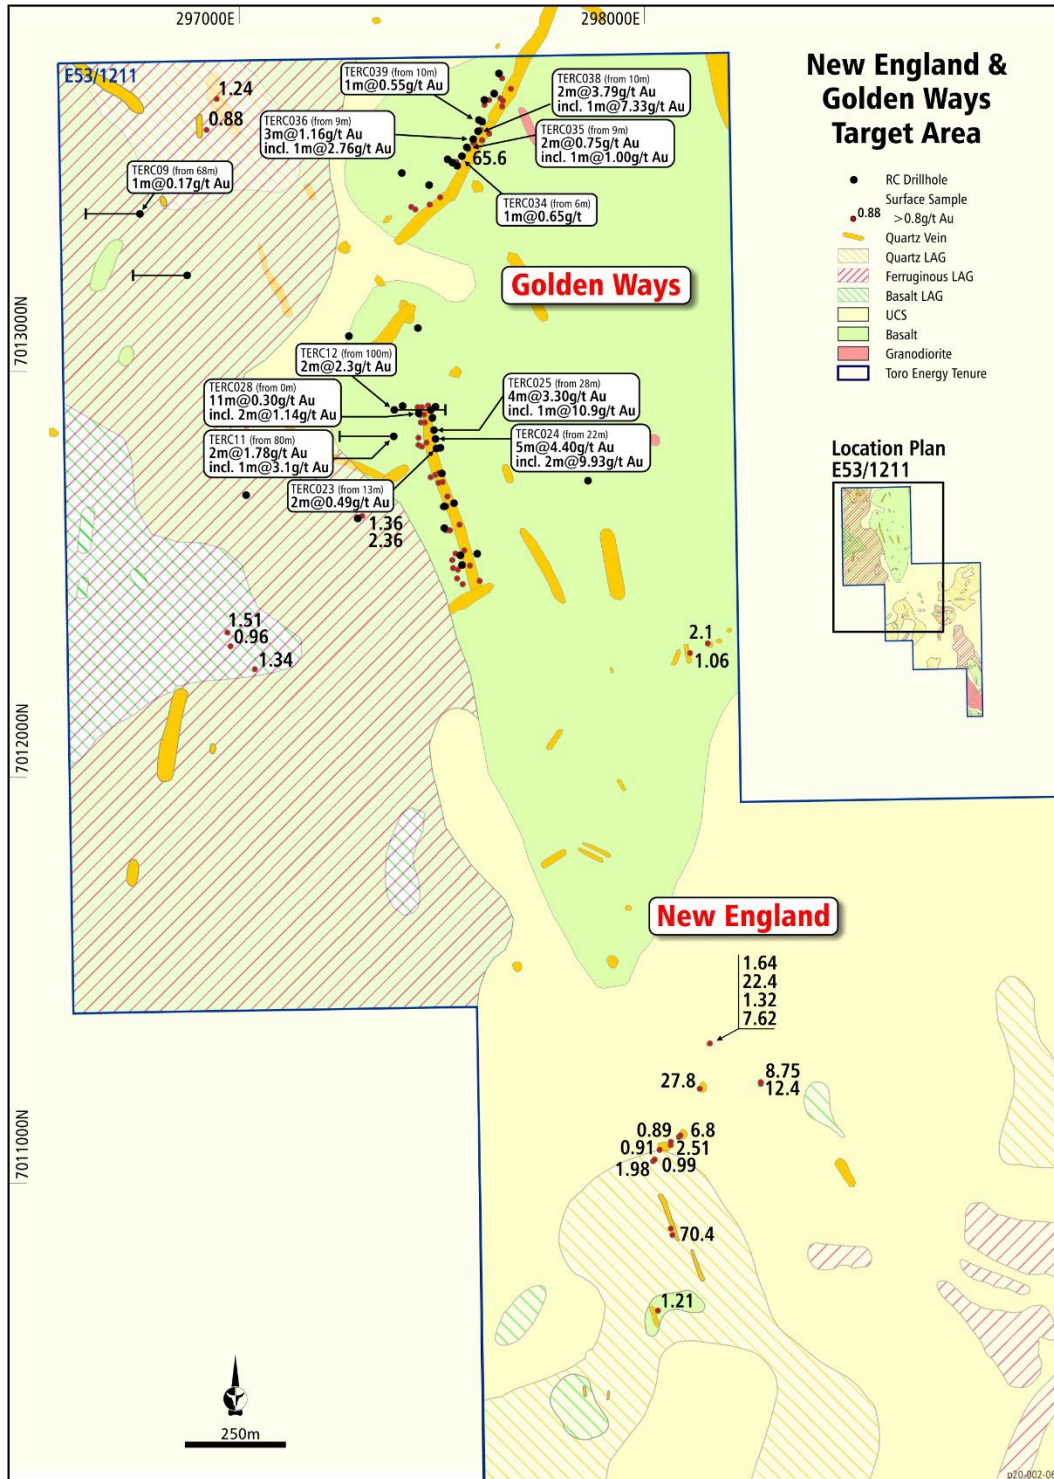 297000E
298000E
E53/1211
1.24
0.88
TERC039 (from 10m)
1m@0.55g/t Au
TERC038 (from 10m)
2m@3.79g/t Au
incl. 1m@7.33g/t Au
TERC036 (from 9m)
3m@1.16g/t Au
incl. 1m@2.76g/t Au
TERC035 (from 9m)
2m@0.75g/t Au
incl. 1m@1.00g/t Au
65.6
TERC09 (from 68m)
1m@0.17g/t Au
TERC034 (from 6m)
1m@0.65g/t
New England &
Golden Ways
Target Area
RC Drillhole
Surface Sample
0.88 >0.8g/t Au
Quartz Vein
Quartz LAG
Ferruginous LAG
Basalt LAG
UCS
Basalt
Granodiorite
Toro Energy Tenure
Golden Ways
7013000N
TERC12 (from 100m)
2m@2.3g/t Au
TERC028 (from 0m)
11m@0.30g/t Au
incl. 2m@1.14g/t Au
TERC025 (from 28m)
4m@3.30g/t Au
incl. 1m@10.9g/t Au
TERC11 (from 80m)
2m@1.78g/t Au
incl. 1m@3.1g/t Au
TERC024 (from 22m)
5m@4.40g/t Au
incl. 2m@9.93g/t Au
TERC023 (from 13m)
2m@0.49g/t Au
Location Plan
E53/1211
1.36
2.36
1.51
0.96
1.34
2.1
1.06
7012000N
New England
1.64
22.4
1.32
7.62
27.8
8.75
12.4
0.89
6.8
0.91
2.51
1.98
0.99
7011000N
70.4
1.21
250m
p20-002-06